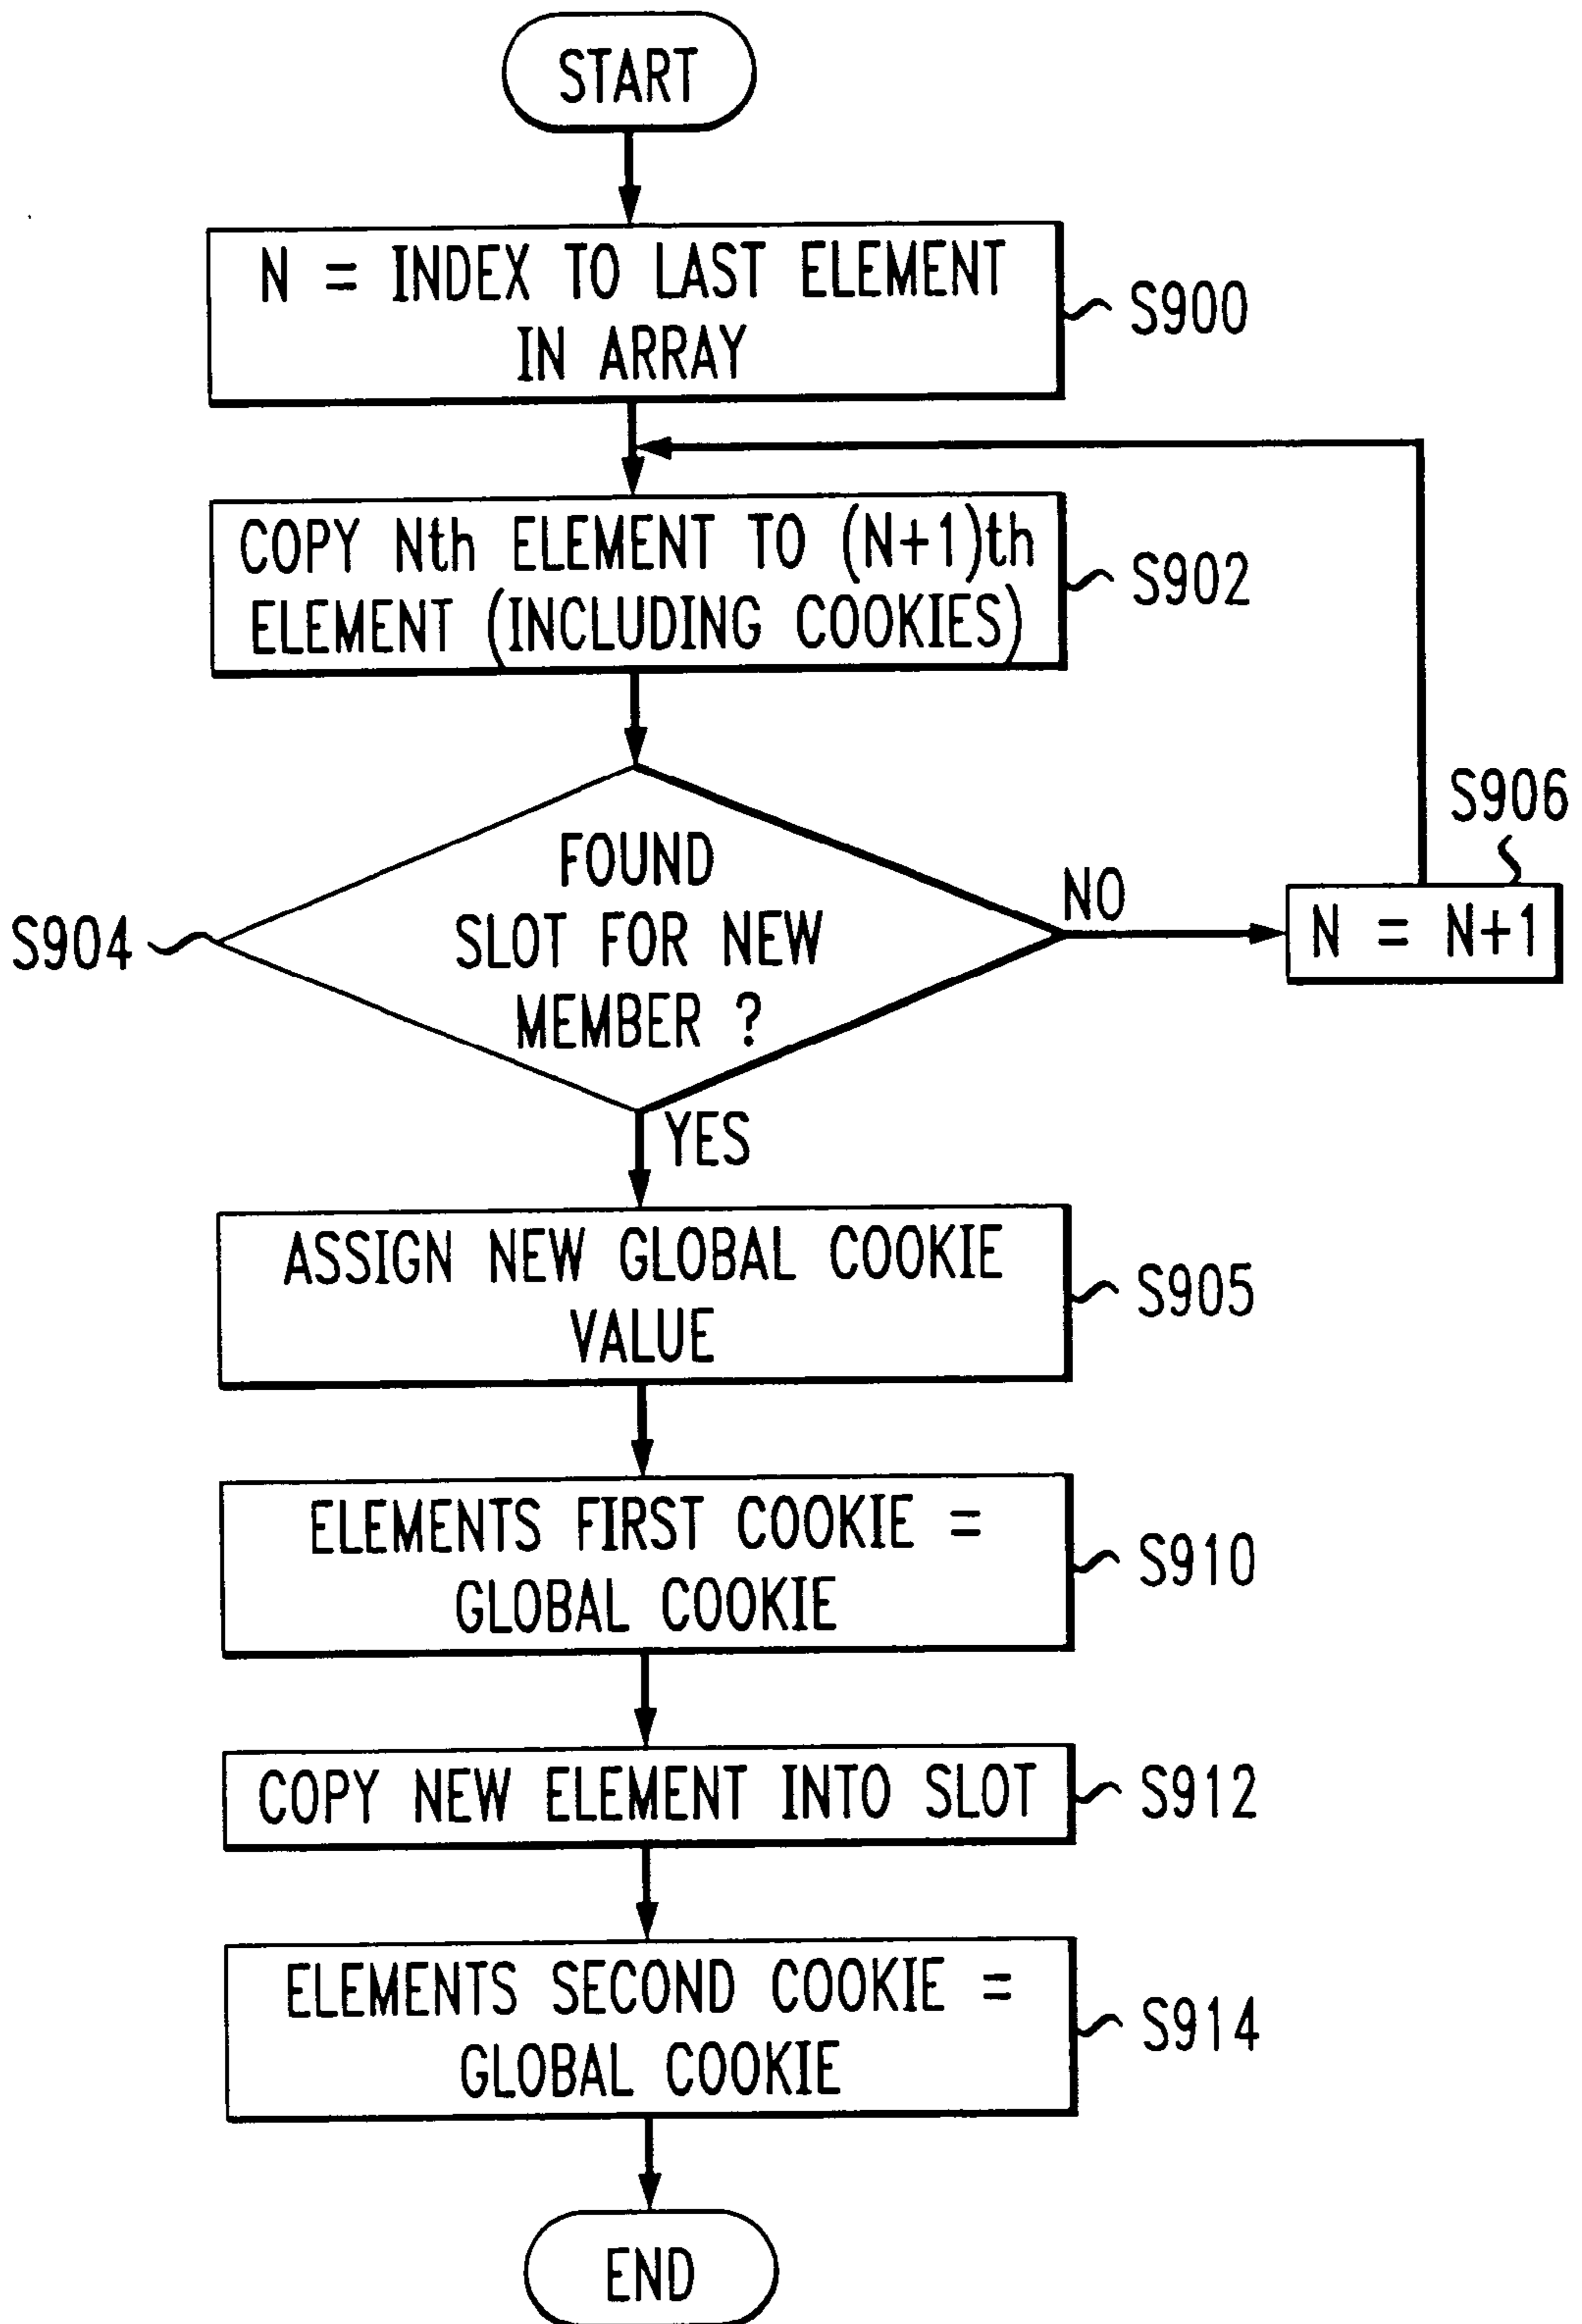 START
N = INDEX TO LAST ELEMENT
IN ARRAY
S900
COPY Nth ELEMENT TO (N+1)th
ELEMENT (INCLUDING COOKIES)
S902
FOUND
SLOT FOR NEW
MEMBER ?
S904
NO
S906
N = N+1
YES
ASSIGN NEW GLOBAL COOKIE
VALUE
S905
ELEMENTS FIRST COOKIE =
GLOBAL COOKIE
S910
COPY NEW ELEMENT INTO SLOT
S912
ELEMENTS SECOND COOKIE =
GLOBAL COOKIE
S914
END